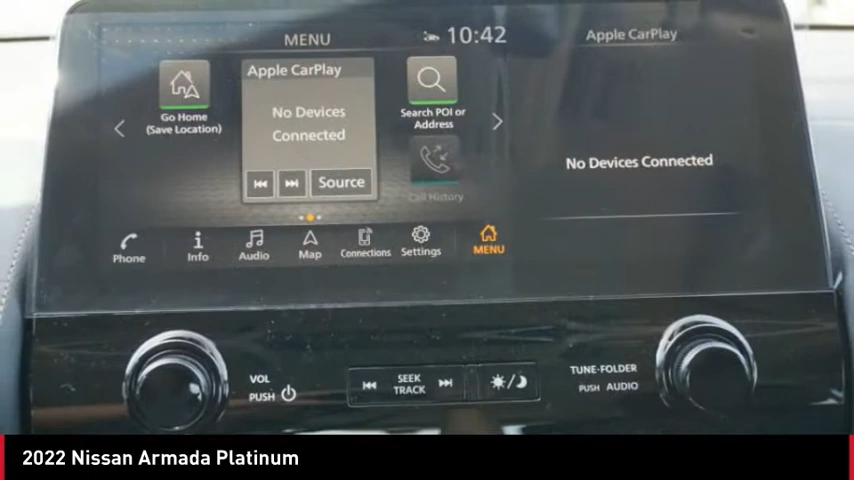 MENU
10:42
Apple CarPlay
Apple CarPlay
No Devices
Connected
Source
Go Home
(Save Location)
Search POI or
Address
Call History
No Devices Connected
Phone
Info
Audio
Map
Connections
Settings
MENU
VOL
PUSH
SEEK
TRACK
TUNE-FOLDER
PUSH AUDIO
2022 Nissan Armada Platinum